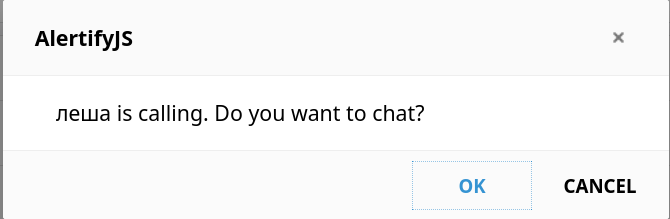 AlertifyJS
×
леша is calling. Do you want to chat?
OK
CANCEL